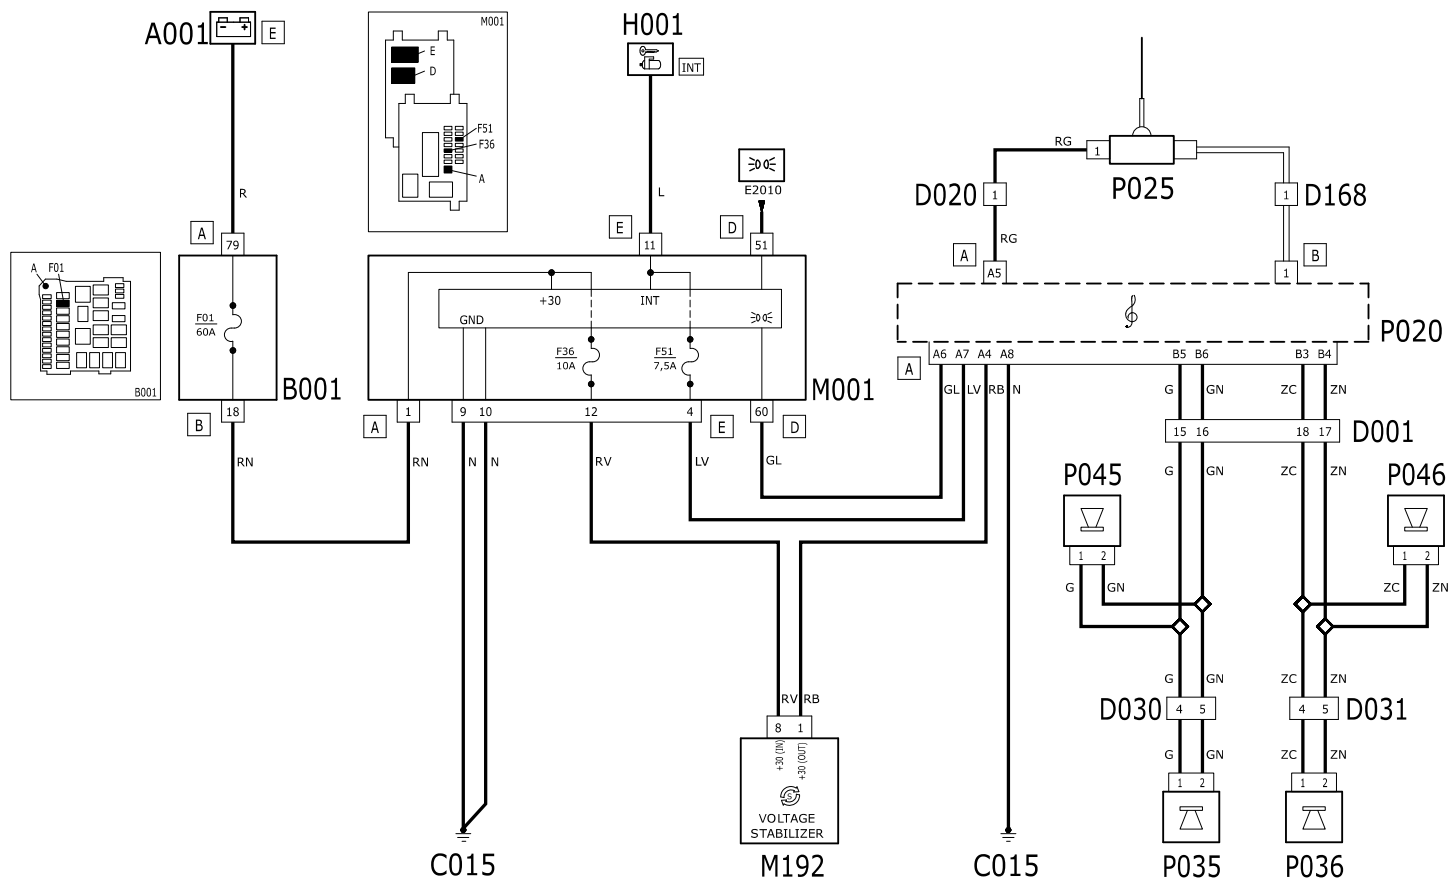 A001
E
R
A
79
F01
60A
B001
B
18
RN
A
F01
B001
M001
E
D
F51
F36
A
H001
INT
L
E
11
E2010
D
51
+30
INT
GND
F36
10A
F51
7,5A
M001
A
1
9
10
12
4
E
60
D
RN
N
N
RV
LV
GL
RG
1
P025
D020
1
1
D168
RG
A
A5
1
B
P020
A
A6
A7
A4
A8
B5
B6
B3
B4
GL
LV
RB
N
G
GN
ZC
ZN
15
16
18
17
D001
G
GN
ZC
ZN
P045
1
2
G
GN
P046
1
2
ZC
ZN
G
GN
ZC
ZN
D030
4
5
4
5
D031
G
GN
ZC
ZN
1
2
1
2
P035
P036
RV
RB
8
1
+30 (IN)
+30 (OUT)
S
VOLTAGE
STABILIZER
M192
C015
C015